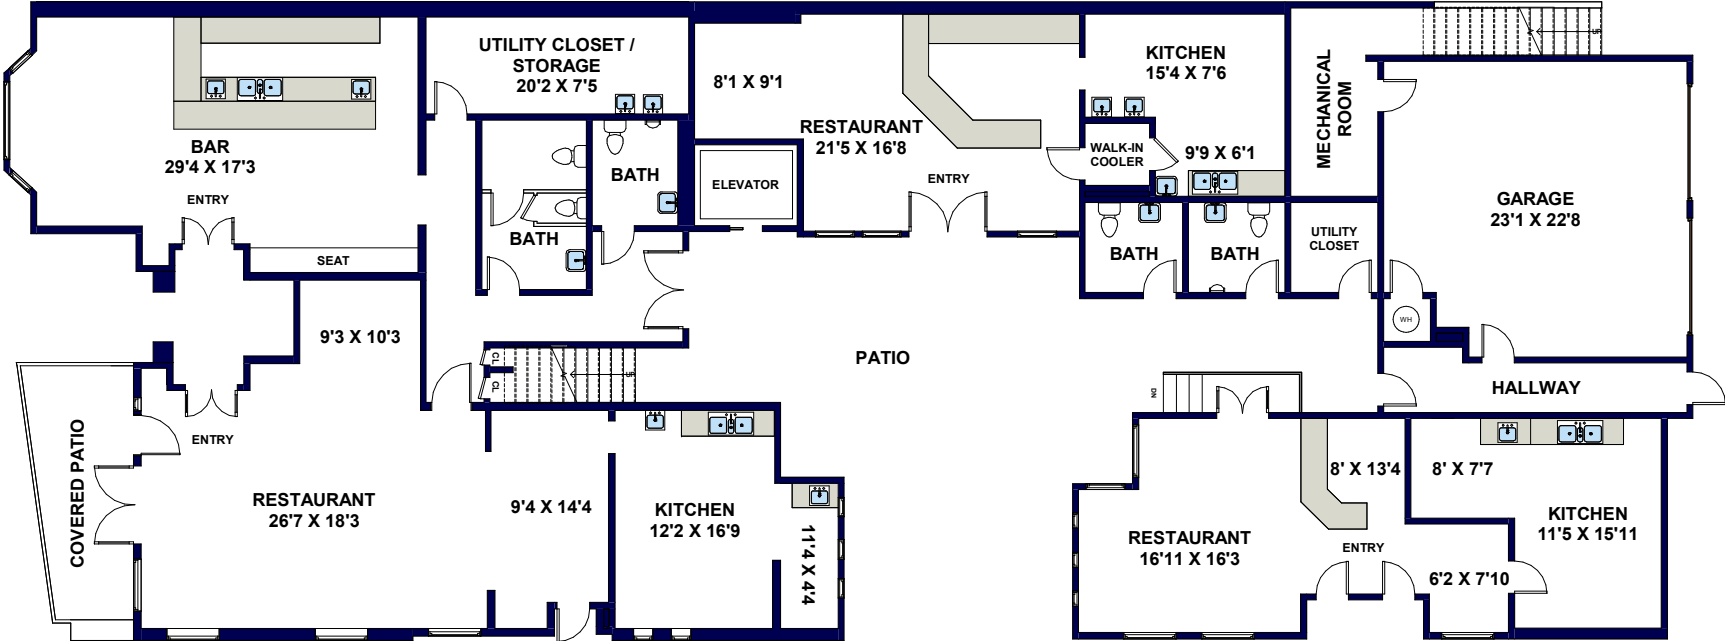 BAR
29'4 X 17'3
ENTRY
SEAT
UTILITY CLOSET /
STORAGE
20'2 X 7'5
BATH
BATH
ELEVATOR
8'1 X 9'1
RESTAURANT
21'5 X 16'8
ENTRY
KITCHEN
15'4 X 7'6
WALK-IN
COOLER
9'9 X 6'1
BATH
BATH
UTILITY
CLOSET
MECHANICAL
ROOM
UP
GARAGE
23'1 X 22'8
WH
HALLWAY
PATIO
9'3 X 10'3
CL
CL
UP
COVERED PATIO
ENTRY
RESTAURANT
26'7 X 18'3
9'4 X 14'4
KITCHEN
12'2 X 16'9
11'4 X 4'4
DN
RESTAURANT
16'11 X 16'3
8' X 13'4
ENTRY
6'2 X 7'10
8' X 7'7
KITCHEN
11'5 X 15'11